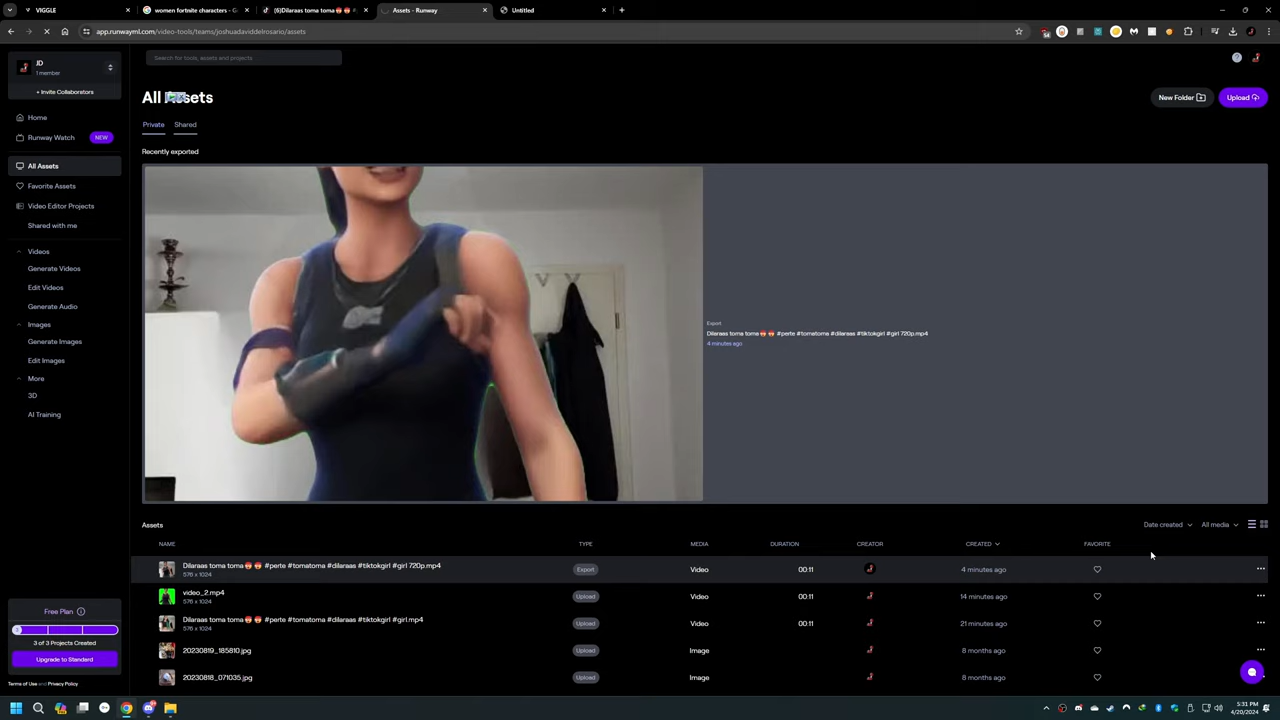 VIGGLE
women fortnite characters - G
(6)Dilaraas toma toma
Assets - Runway
Untitled
app.runwayml.com/video-tools/teams/joshuadaviddelrosario/assets
JD
1 member
+ Invite Collaborators
Search for tools, assets and projects
All Assets
New Folder
Upload
Home
Runway Watch NEW
Private Shared
Recently exported
All Assets
Favorite Assets
Video Editor Projects
Shared with me
Videos
Generate Videos
Edit Videos
Generate Audio
Images
Generate Images
Edit Images
More
3D
AI Training
Export
Dilaraas toma toma👅👅 #perte #tomatoma #dilaraas #tiktokgirl #girl 720p.mp4
4 minutes ago
Assets
Date created All media
NAME TYPE MEDIA DURATION CREATOR CREATED FAVORITE
Dilaraas toma toma👅👅 #perte #tomatoma #dilaraas #tiktokgirl #girl 720p.mp4
576 x 1024
Export Video 00:11 4 minutes ago
video_2.mp4
576 x 1024
Upload Video 00:11 14 minutes ago
Dilaraas toma toma👅👅 #perte #tomatoma #dilaraas #tiktokgirl #girl.mp4
576 x 1024
Upload Video 00:11 21 minutes ago
20230819_185810.jpg Upload Image 8 months ago
20230818_071035.jpg Upload Image 8 months ago
Free Plan
3 of 3 Projects Created
Upgrade to Standard
Terms of Use and Privacy Policy
5:31 PM
4/20/2024